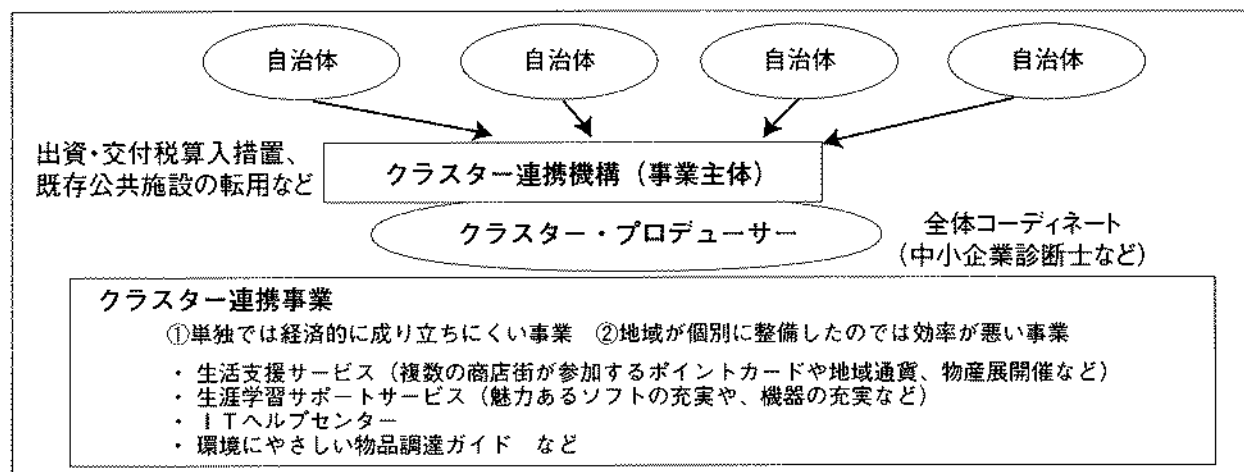 自治体
自治体
自治体
自治体
出資・交付税算入措置、
既存公共施設の転用など
クラスター連携機構（事業主体）
クラスター・プロデューサー
全体コーディネート
（中小企業診断士など）
クラスター連携事業
①単独では経済的に成り立ちにくい事業　②地域が個別に整備したのでは効率が悪い事業
・ 生活支援サービス（複数の商店街が参加するポイントカードや地域通貨、物産展開催など）
・ 生涯学習サポートサービス（魅力あるソフトの充実や、機器の充実など）
・ ＩＴヘルプセンター
・ 環境にやさしい物品調達ガイド　など